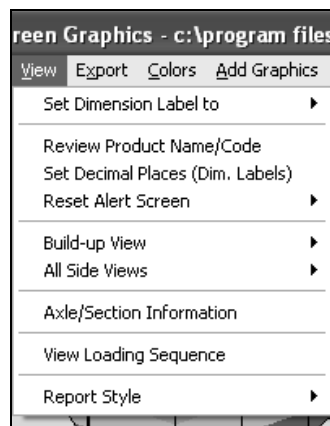 reen Graphics - c:\program files
View Export Colors Add Graphics
Set Dimension Label to
Review Product Name/Code
Set Decimal Places (Dim. Labels)
Reset Alert Screen
Build-up View
All Side Views
Axle/Section Information
View Loading Sequence
Report Style